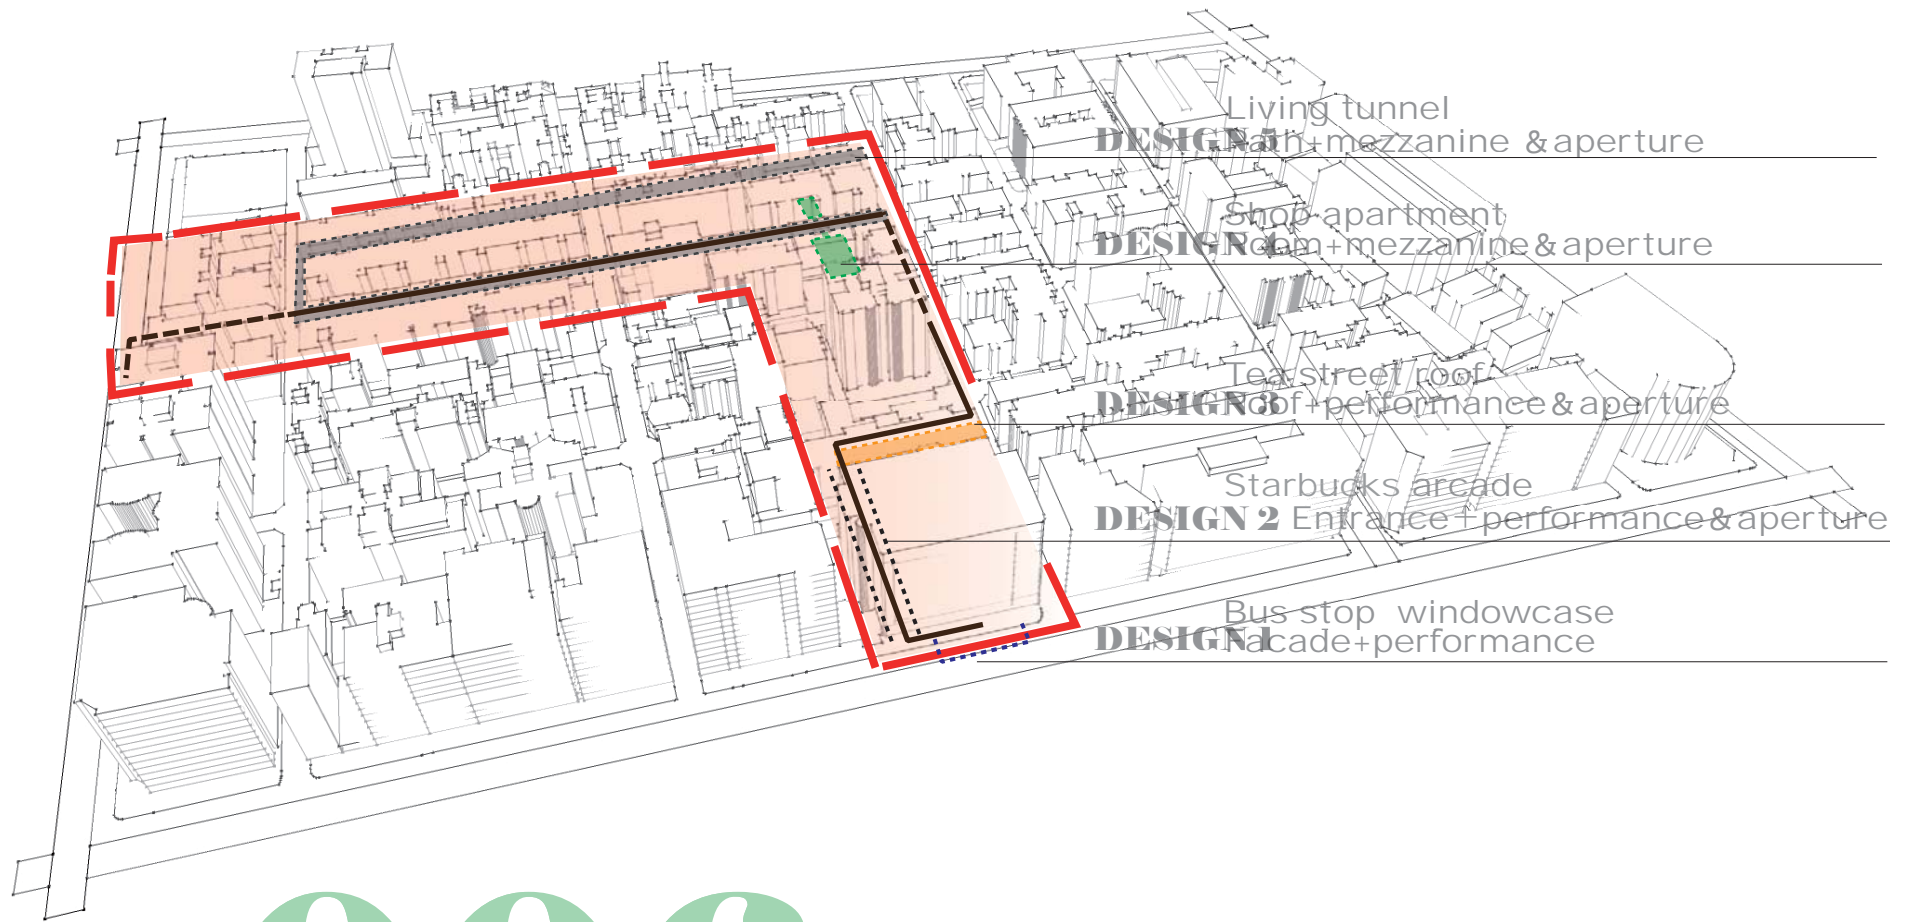 Living tunnel
DESIGN 5 Path+mezzanine &aperture
Shop apartment
DESIGN 4 Room+mezzanine&aperture
Tea street roof
DESIGN 3 Roof+performance&aperture
Starbucks arcade
DESIGN 2 Entrance+performance&aperture
Bus stop windowcase
DESIGN 1 Facade+performance